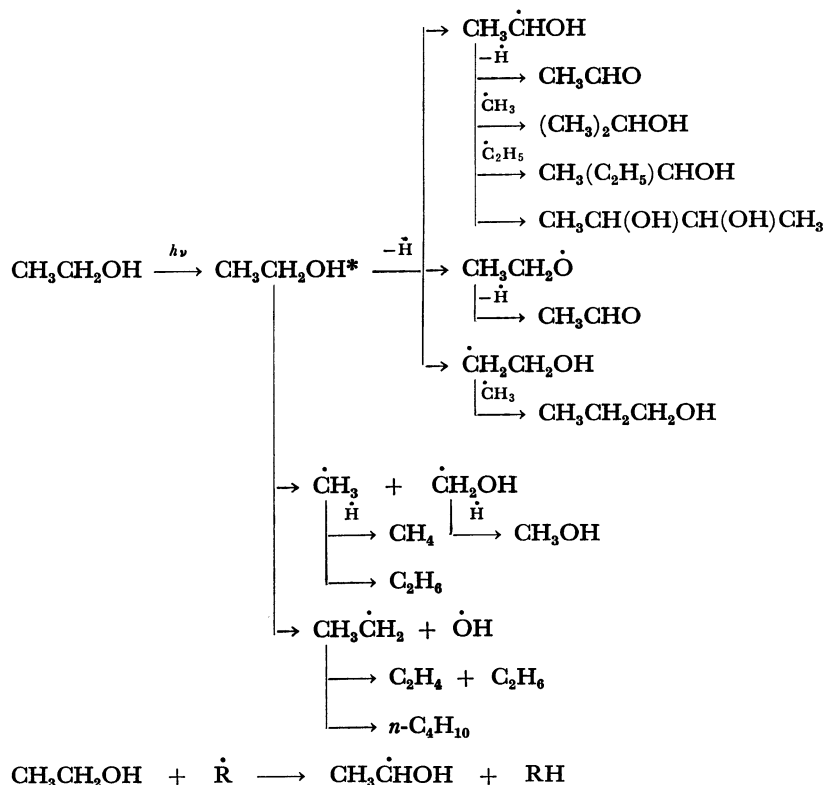 CH₃ĊHOH
−Ḣ
CH₃CHO
ĊH₃
(CH₃)₂CHOH
Ċ₂H₅
CH₃(C₂H₅)CHOH
CH₃CH(OH)CH(OH)CH₃
CH₃CH₂OH —hν→ CH₃CH₂OH* —−Ḣ→ CH₃CH₂Ȯ
−Ḣ
CH₃CHO
ĊH₂CH₂OH
ĊH₃
CH₃CH₂CH₂OH
ĊH₃ + ĊH₂OH
Ḣ Ḣ
CH₄ CH₃OH
C₂H₆
CH₃ĊH₂ + ȮH
C₂H₄ + C₂H₆
n-C₄H₁₀
CH₃CH₂OH + Ṙ ⟶ CH₃ĊHOH + RH